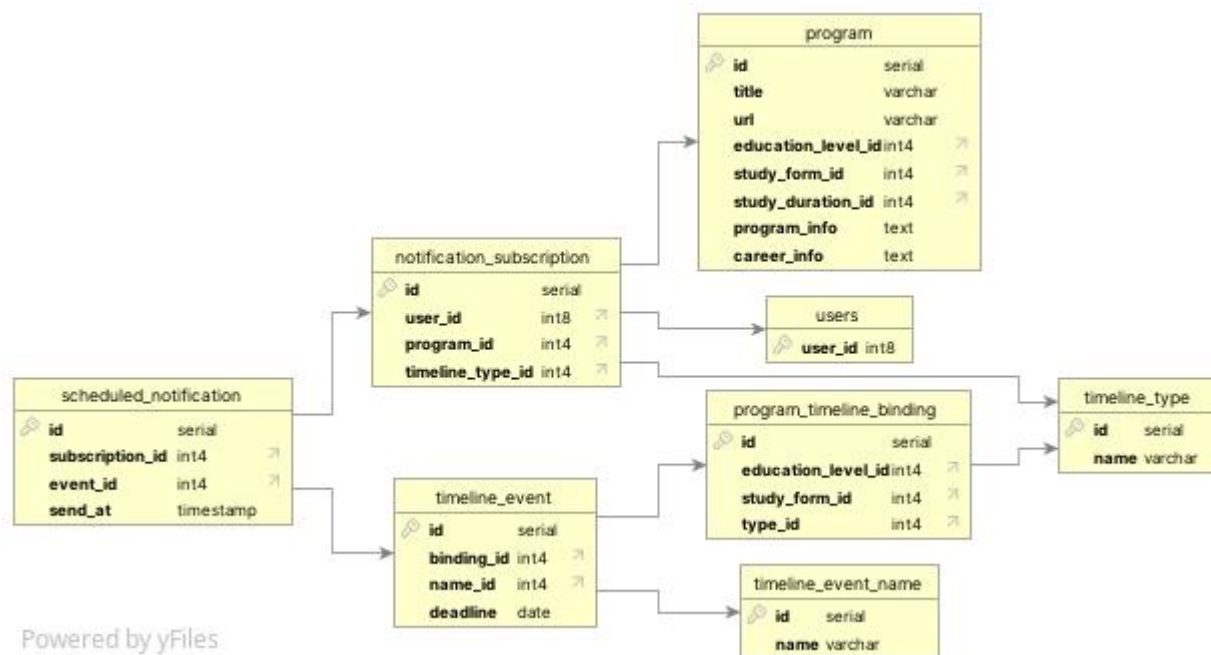 program
id serial
title varchar
url varchar
education_level_id int4
study_form_id int4
study_duration_id int4
program_info text
career_info text
notification_subscription
id serial
user_id int8
program_id int4
timeline_type_id int4
users
user_id int8
scheduled_notification
id serial
subscription_id int4
event_id int4
send_at timestamp
program_timeline_binding
id serial
education_level_id int4
study_form_id int4
type_id int4
timeline_type
id serial
name varchar
timeline_event
id serial
binding_id int4
name_id int4
deadline date
timeline_event_name
id serial
name varchar
Powered by yFiles